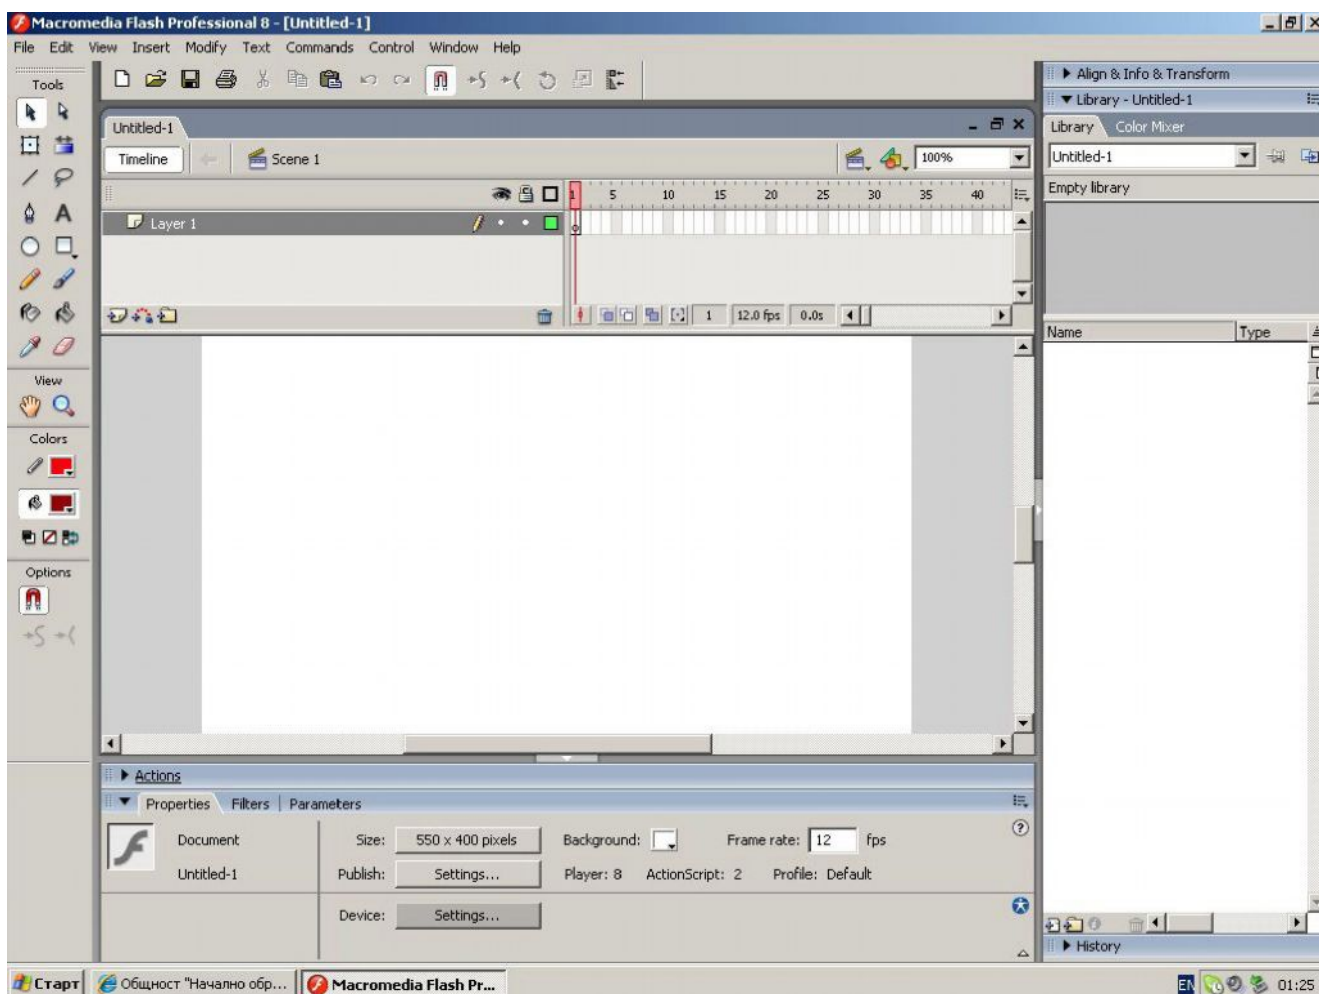 Macromedia Flash Professional 8 - [Untitled-1]
File Edit View Insert Modify Text Commands Control Window Help
Tools
Untitled-1
Timeline
Scene 1
100%
1 5 10 15 20 25 30 35 40
Layer 1
1 12.0 fps 0.0s
View
Colors
Options
Align & Info & Transform
Library - Untitled-1
Library Color Mixer
Untitled-1
Empty library
Name Type
History
Actions
Properties Filters Parameters
Document
Untitled-1
Size: 550 x 400 pixels Background: Frame rate: 12 fps
Publish: Settings... Player: 8 ActionScript: 2 Profile: Default
Device: Settings...
Старт Общност "Начално обр... Macromedia Flash Pr... EN 01:25